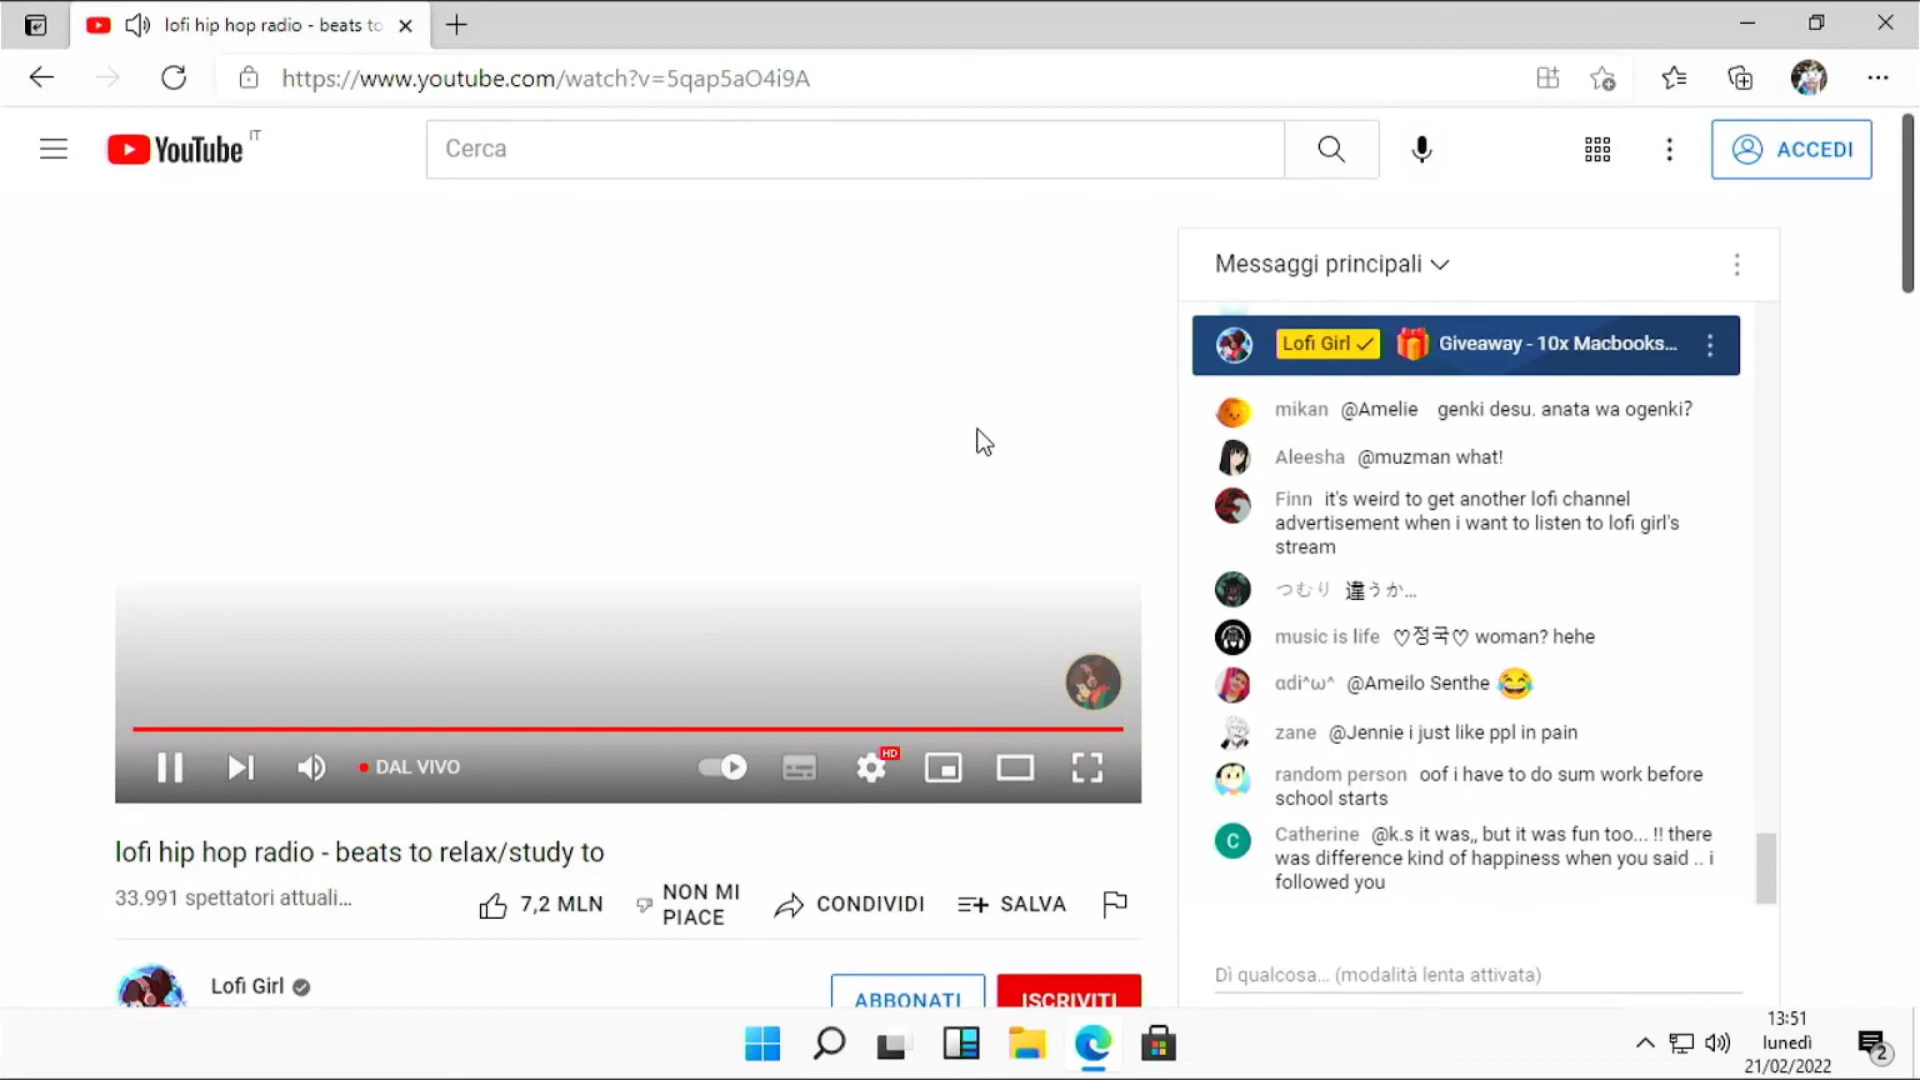 lofi hip hop radio - beats to
https://www.youtube.com/watch?v=5qap5aO4i9A
YouTube IT
Cerca
ACCEDI
Messaggi principali
Lofi Girl Giveaway - 10x Macbooks...
mikan @Amelie genki desu. anata wa ogenki?
Aleesha @muzman what!
Finn it's weird to get another lofi channel
advertisement when i want to listen to lofi girl's
stream
つむり 違うか...
music is life ♡정국♡ woman? hehe
αdi^ω^ @Ameilo Senthe 😂
zane @Jennie i just like ppl in pain
random person oof i have to do sum work before
school starts
C
Catherine @k.s it was,, but it was fun too... !! there
was difference kind of happiness when you said .. i
followed you
Dì qualcosa... (modalità lenta attivata)
DAL VIVO
HD
lofi hip hop radio - beats to relax/study to
33.991 spettatori attuali...
7,2 MLN
NON MI
PIACE
CONDIVIDI
SALVA
Lofi Girl
ABBONATI
ISCRIVITI
13:51
lunedì
21/02/2022
2